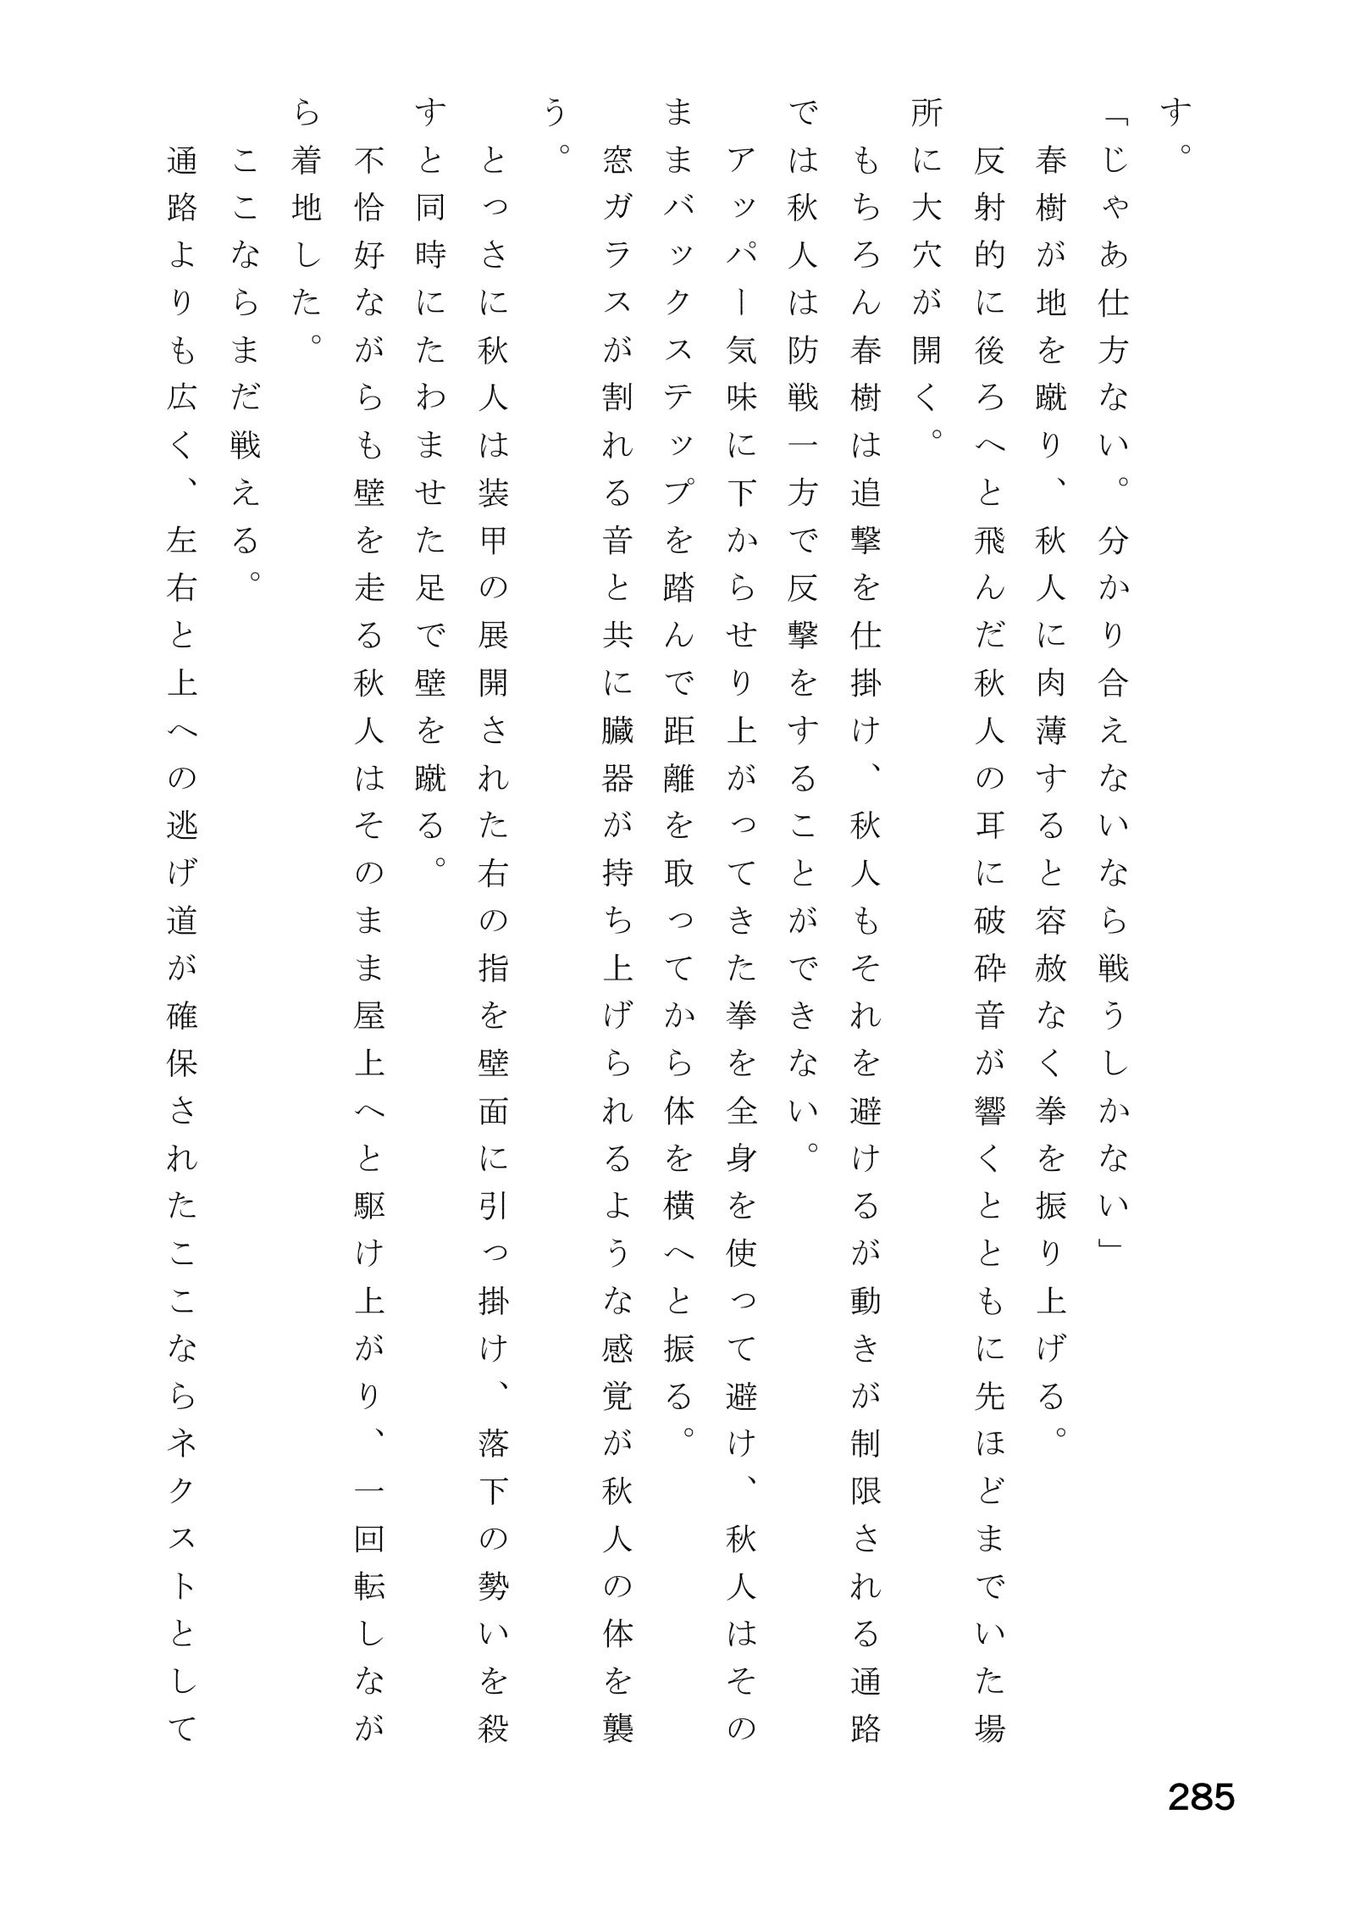 す。
「じゃあ仕方ない。分かり合えないなら戦うしかない」
　春樹が地を蹴り、秋人に肉薄すると容赦なく拳を振り上げる。
　反射的に後ろへと飛んだ秋人の耳に破砕音が響くとともに先ほどまでいた場
所に大穴が開く。
　もちろん春樹は追撃を仕掛け、秋人もそれを避けるが動きが制限される通路
では秋人は防戦一方で反撃をすることができない。
　アッパー気味に下からせり上がってきた拳を全身を使って避け、秋人はその
ままバックステップを踏んで距離を取ってから体を横へと振る。
　窓ガラスが割れる音と共に臓器が持ち上げられるような感覚が秋人の体を襲
う。
　とっさに秋人は装甲の展開された右の指を壁面に引っ掛け、落下の勢いを殺
すと同時にたわませた足で壁を蹴る。
　不恰好ながらも壁を走る秋人はそのまま屋上へと駆け上がり、一回転しなが
ら着地した。
　ここならまだ戦える。
　通路よりも広く、左右と上への逃げ道が確保されたここならネクストとして
285